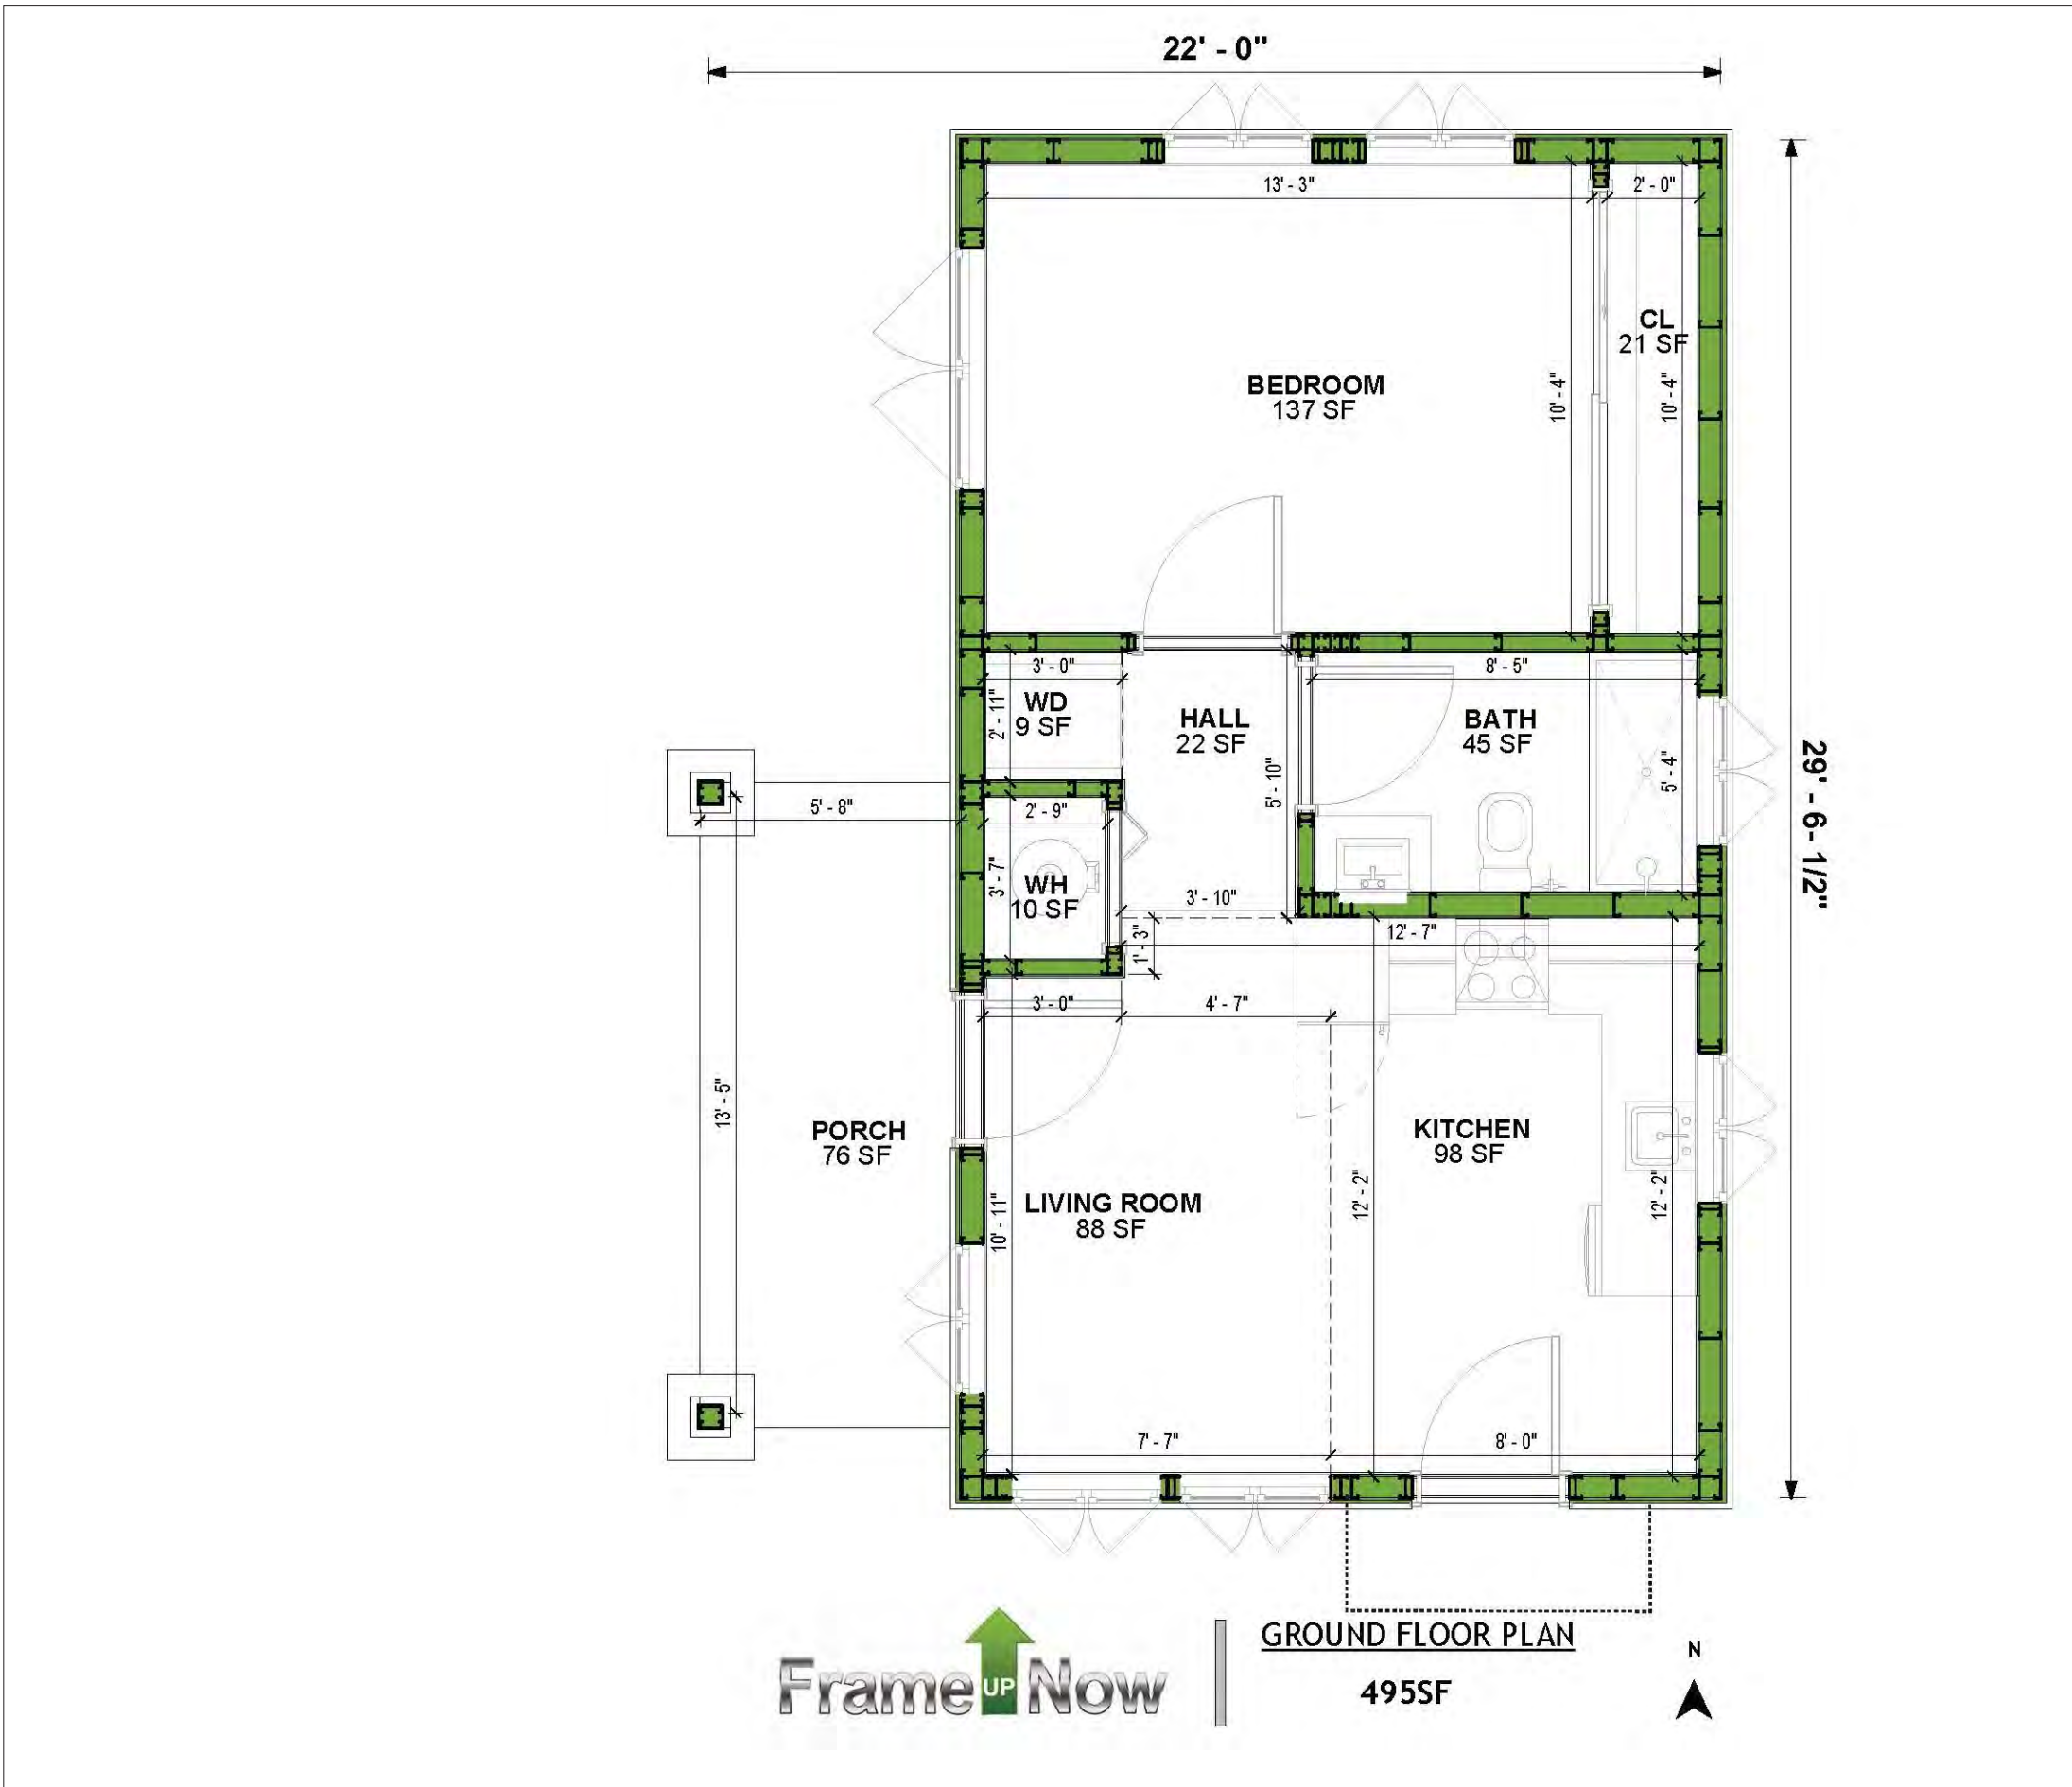 22' - 0"
13' - 3"
2' - 0"
CL
21 SF
BEDROOM
137 SF
10' - 4"
10' - 4"
3' - 0"
8' - 5"
2' - 11"
WD
9 SF
HALL
22 SF
BATH
45 SF
5' - 10"
5' - 4"
29' - 6- 1/2"
5' - 8"
2' - 9"
3' - 7"
WH
10 SF
3' - 10"
1' - 3"
12' - 7"
3' - 0"
4' - 7"
13' - 5"
PORCH
76 SF
KITCHEN
98 SF
LIVING ROOM
88 SF
10' - 11"
12' - 2"
12' - 2"
7' - 7"
8' - 0"
Frame UP Now
GROUND FLOOR PLAN
495SF
N